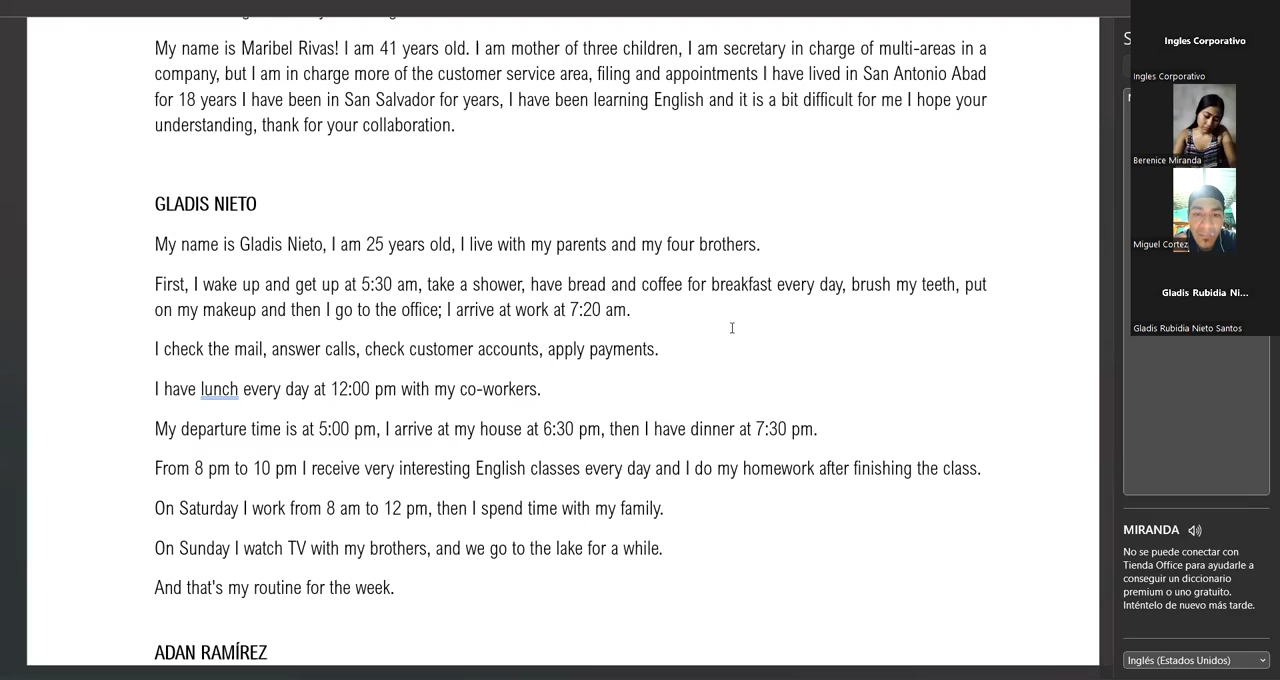 My name is Maribel Rivas! I am 41 years old. I am mother of three children, I am secretary in charge of multi-areas in a
company, but I am in charge more of the customer service area, filing and appointments I have lived in San Antonio Abad
for 18 years I have been in San Salvador for years, I have been learning English and it is a bit difficult for me I hope your
understanding, thank for your collaboration.
GLADIS NIETO
My name is Gladis Nieto, I am 25 years old, I live with my parents and my four brothers.
First, I wake up and get up at 5:30 am, take a shower, have bread and coffee for breakfast every day, brush my teeth, put
on my makeup and then I go to the office; I arrive at work at 7:20 am.
I check the mail, answer calls, check customer accounts, apply payments.
I have lunch every day at 12:00 pm with my co-workers.
My departure time is at 5:00 pm, I arrive at my house at 6:30 pm, then I have dinner at 7:30 pm.
From 8 pm to 10 pm I receive very interesting English classes every day and I do my homework after finishing the class.
On Saturday I work from 8 am to 12 pm, then I spend time with my family.
On Sunday I watch TV with my brothers, and we go to the lake for a while.
And that's my routine for the week.
ADAN RAMÍREZ
Ingles Corporativo
Ingles Corporativo
Berenice Miranda
Miguel Cortez
Gladis Rubidia Ni...
Gladis Rubidia Nieto Santos
MIRANDA
No se puede conectar con
Tienda Office para ayudarle a
conseguir un diccionario
premium o uno gratuito.
Inténtelo de nuevo más tarde.
Inglés (Estados Unidos)